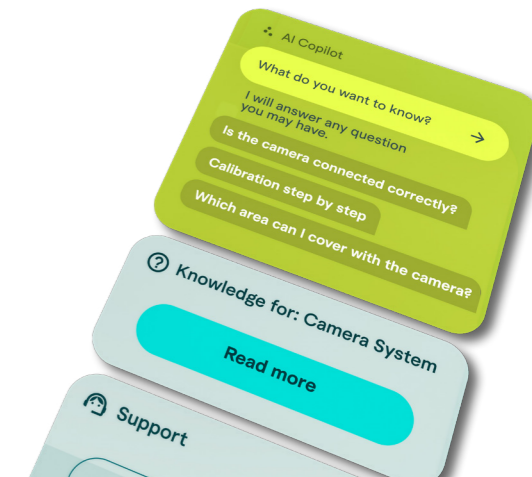 AI Copilot
What do you want to know?
I will answer any question
you may have.
Is the camera connected correctly?
Calibration step by step
Which area can I cover with the camera?
Knowledge for: Camera System
Read more
Support